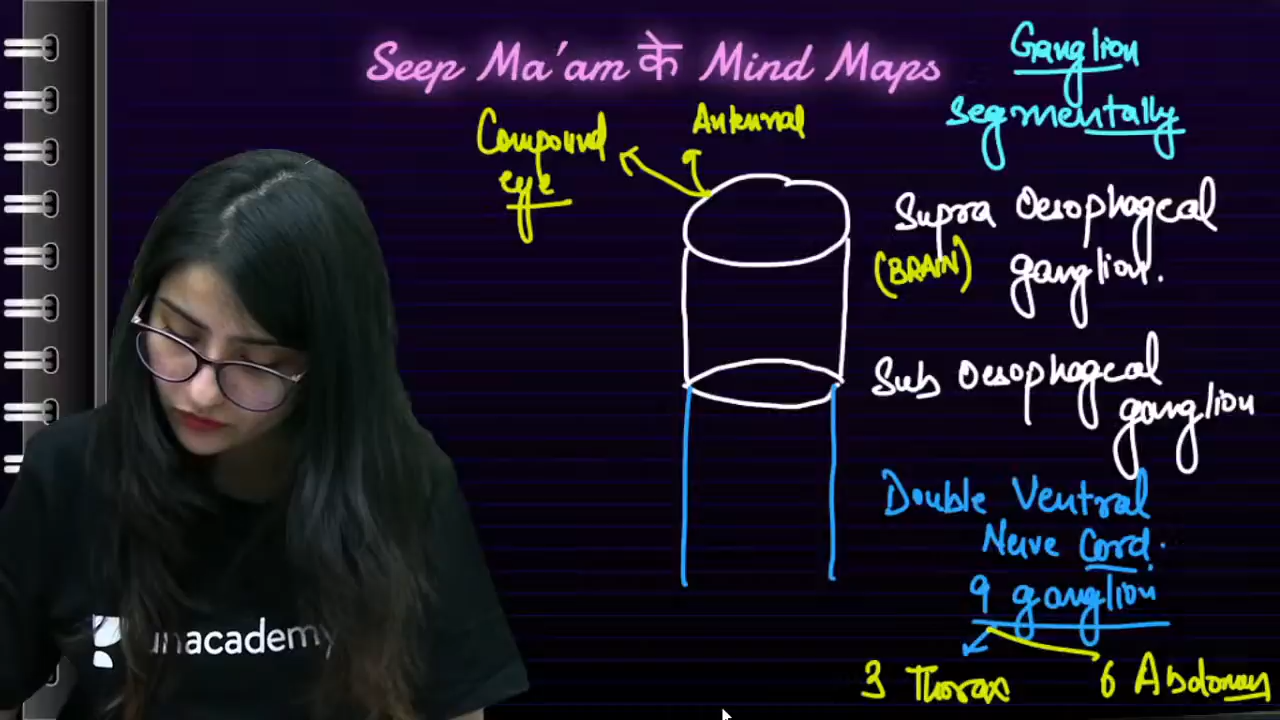 Seep Ma'am के Mind Maps
Ganglion
Segmentally
Compound
eye
Antennal
Supra Oesophageal
(BRAIN) ganglion.
Sub Oesophageal
ganglion
Double Ventral
Nerve Cord.
9 ganglion
3 Thorax 6 Abdomen
unacademy